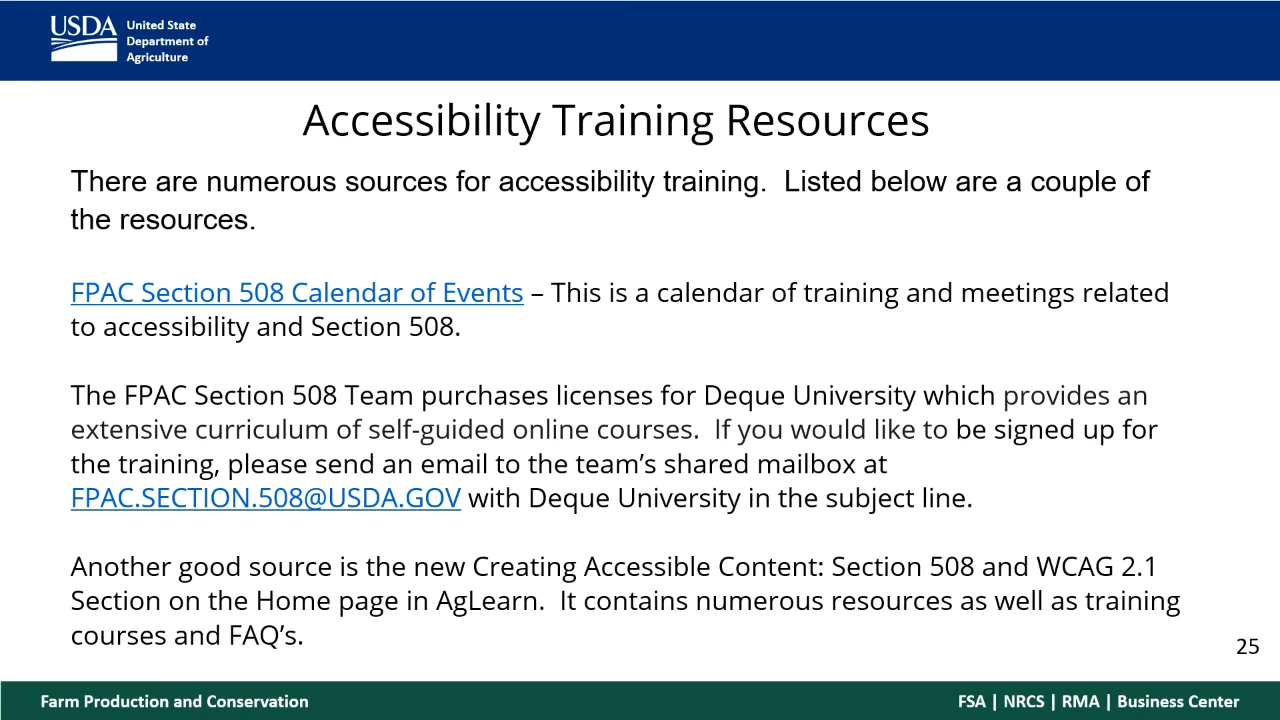 USDA
United State
Department of
Agriculture
Accessibility Training Resources
There are numerous sources for accessibility training.  Listed below are a couple of
the resources.
FPAC Section 508 Calendar of Events – This is a calendar of training and meetings related
to accessibility and Section 508.
The FPAC Section 508 Team purchases licenses for Deque University which provides an
extensive curriculum of self-guided online courses.  If you would like to be signed up for
the training, please send an email to the team’s shared mailbox at
FPAC.SECTION.508@USDA.GOV with Deque University in the subject line.
Another good source is the new Creating Accessible Content: Section 508 and WCAG 2.1
Section on the Home page in AgLearn.  It contains numerous resources as well as training
courses and FAQ’s.
25
Farm Production and Conservation
FSA | NRCS | RMA | Business Center